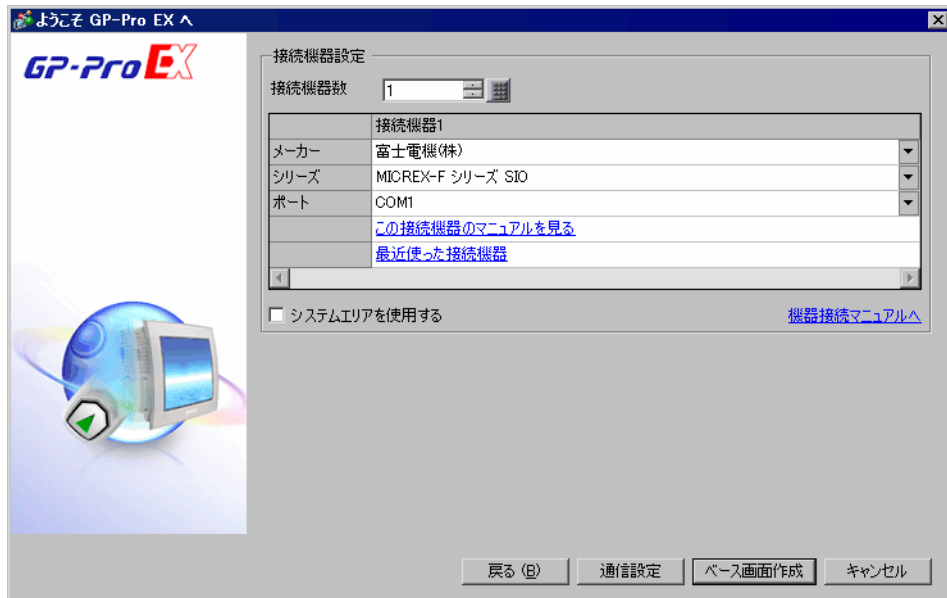 ようこそ GP-Pro EX へ
GP-Pro EX
接続機器設定
接続機器数 1
接続機器1
メーカー 富士電機(株)
シリーズ MICREX-F シリーズ SIO
ポート COM1
この接続機器のマニュアルを見る
最近使った接続機器
システムエリアを使用する 機器接続マニュアルへ
戻る (B) 通信設定 ベース画面作成 キャンセル